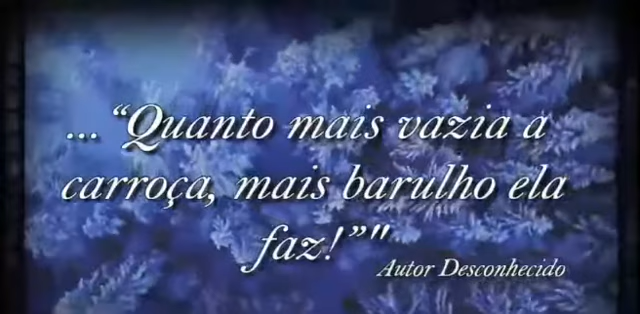 ... “Quanto mais vazia a
carroça, mais barulho ela
faz!”"
Autor Desconhecido